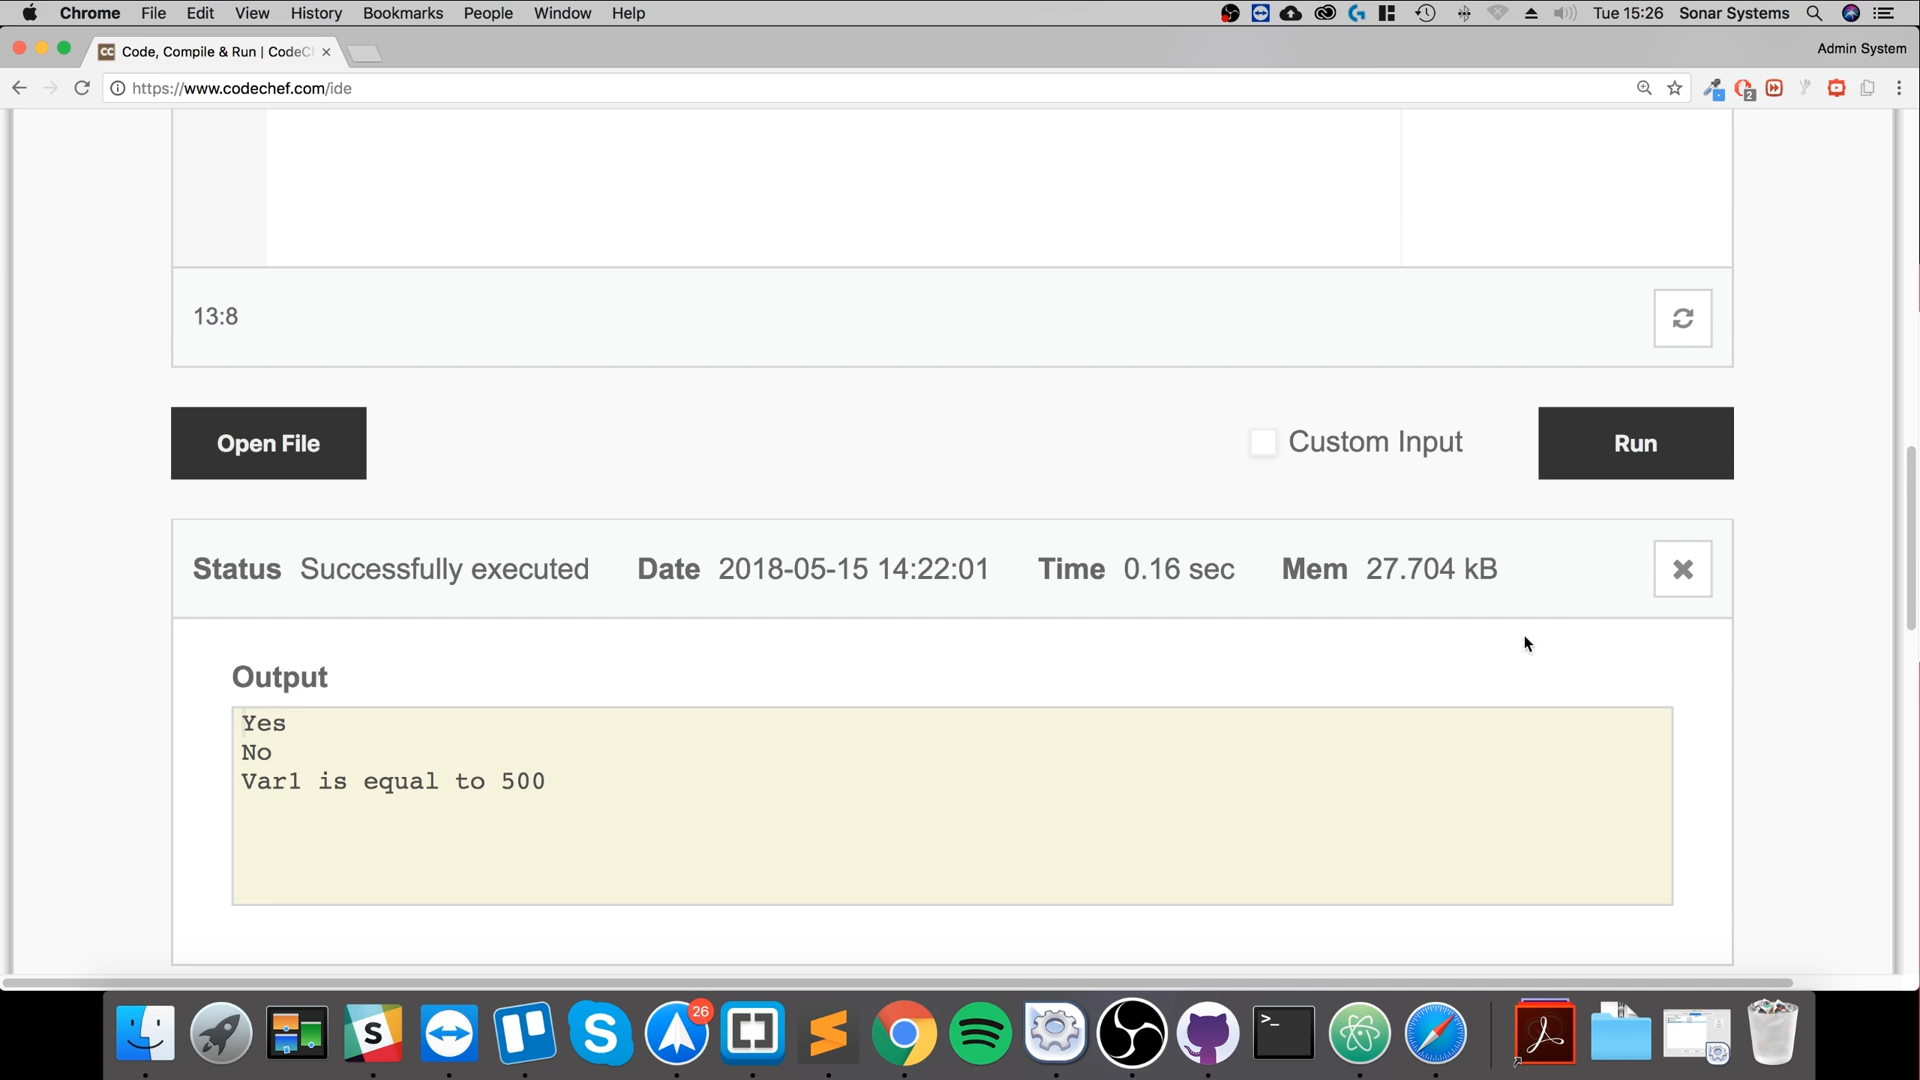 Chrome File Edit View History Bookmarks People Window Help Tue 15:26 Sonar Systems
CC Code, Compile & Run | CodeC
Admin System
https://www.codechef.com/ide
2
13:8
Open File
Custom Input
Run
Status Successfully executed Date 2018-05-15 14:22:01 Time 0.16 sec Mem 27.704 kB
Output
Yes
No
Var1 is equal to 500
S
S
26
>_